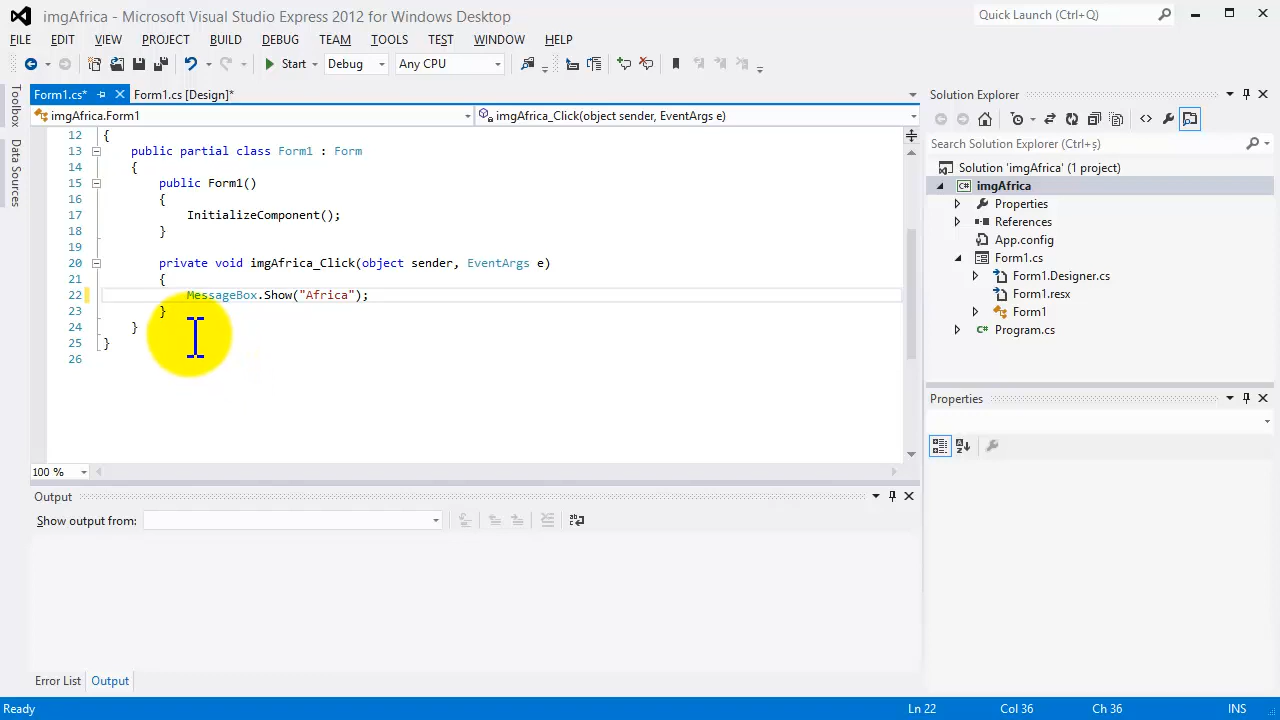 imgAfrica - Microsoft Visual Studio Express 2012 for Windows Desktop
Quick Launch (Ctrl+Q)
FILE EDIT VIEW PROJECT BUILD DEBUG TEAM TOOLS TEST WINDOW HELP
Start Debug Any CPU
Toolbox
Data Sources
Form1.cs* Form1.cs [Design]*
imgAfrica.Form1 imgAfrica_Click(object sender, EventArgs e)
12 {
13 public partial class Form1 : Form
14 {
15 public Form1()
16 {
17 InitializeComponent();
18 }
19
20 private void imgAfrica_Click(object sender, EventArgs e)
21 {
22 MessageBox.Show("Africa");
23 }
24 }
25 }
26
100 %
Output
Show output from:
Error List Output
Solution Explorer
Search Solution Explorer (Ctrl+ş)
Solution 'imgAfrica' (1 project)
C# imgAfrica
Properties
References
App.config
Form1.cs
Form1.Designer.cs
Form1.resx
Form1
Program.cs
Properties
Ready Ln 22 Col 36 Ch 36 INS